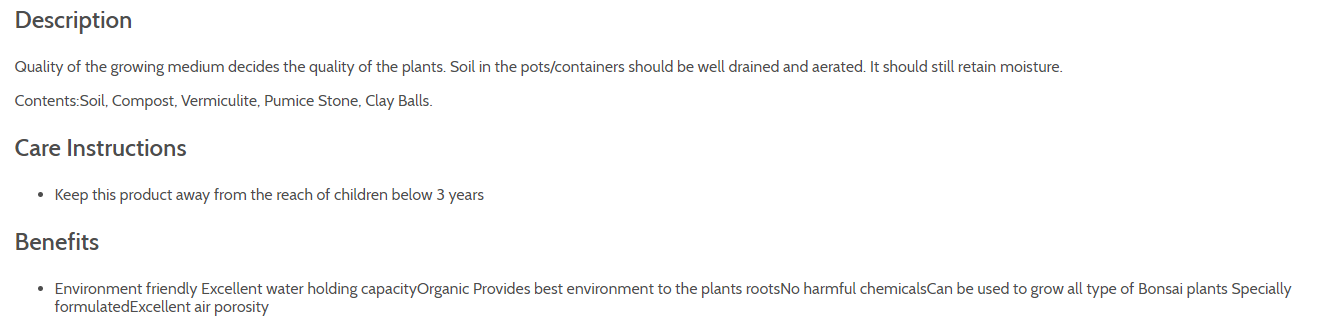 Description
Quality of the growing medium decides the quality of the plants. Soil in the pots/containers should be well drained and aerated. It should still retain moisture.
Contents:Soil, Compost, Vermiculite, Pumice Stone, Clay Balls.
Care Instructions
• Keep this product away from the reach of children below 3 years
Benefits
• Environment friendly Excellent water holding capacityOrganic Provides best environment to the plants rootsNo harmful chemicalsCan be used to grow all type of Bonsai plants Specially
formulatedExcellent air porosity